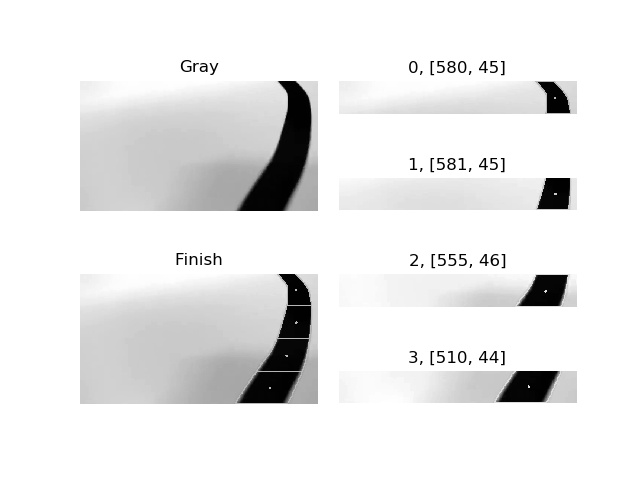 Gray
0, [580, 45]
1, [581, 45]
Finish
2, [555, 46]
3, [510, 44]